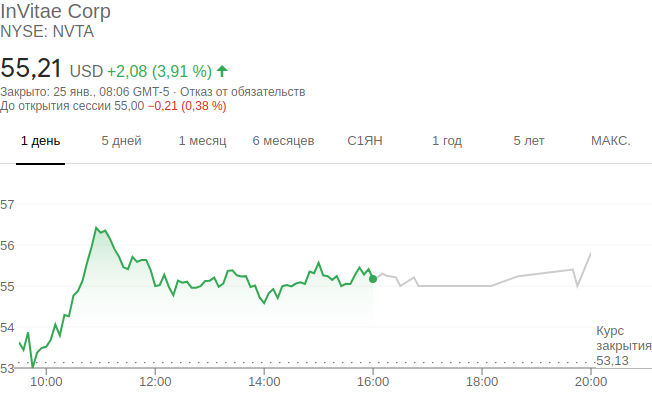 InVitae Corp
NYSE: NVTA
55,21 USD +2,08 (3,91 %)
Закрыто: 25 янв., 08:06 GMT-5 · Отказ от обязательств
До открытия сессии 55,00 −0,21 (0,38 %)
1 день 5 дней 1 месяц 6 месяцев С1ЯН 1 год 5 лет МАКС.
57
56
55
54
Курс
закрытия
53,13
53
10:00 12:00 14:00 16:00 18:00 20:00